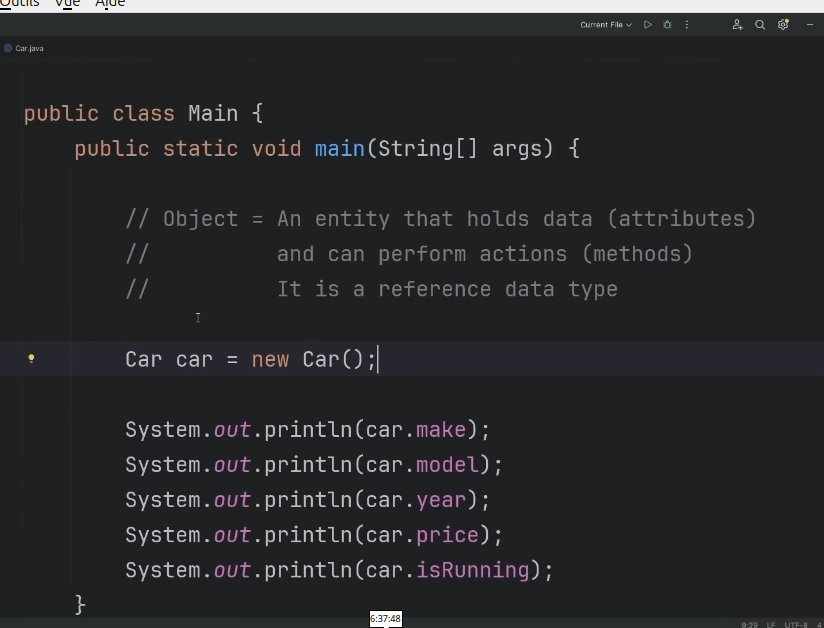 Outils Vue Aide
Current File
Car.java
public class Main {
public static void main(String[] args) {
// Object = An entity that holds data (attributes)
// and can perform actions (methods)
// It is a reference data type
Car car = new Car();
System.out.println(car.make);
System.out.println(car.model);
System.out.println(car.year);
System.out.println(car.price);
System.out.println(car.isRunning);
}
6:37:48
9:29 LF UTF-8 4